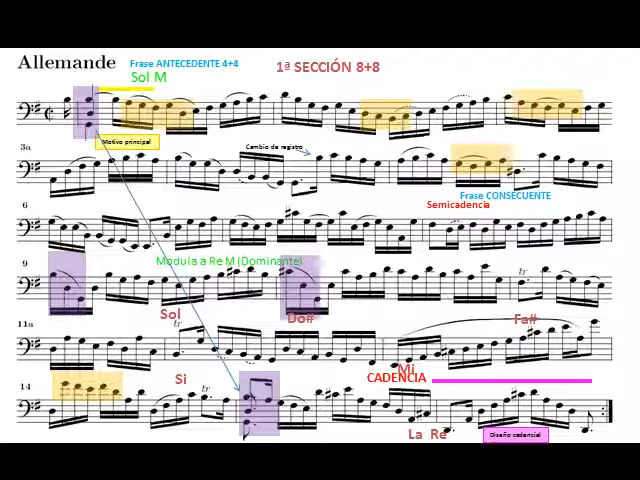 Allemande
Frase ANTECEDENTE 4+4
1ª SECCIÓN 8+8
Sol M
Motivo principal
3a
Cambio de registro
Frase CONSECUENTE
Semicadencia
6
9
Modula a Re M (Dominante)
tr
Sol
Do#
Fa#
11a
tr
Mi
Si
CADENCIA
14
tr
La Re
Diseño cadencial